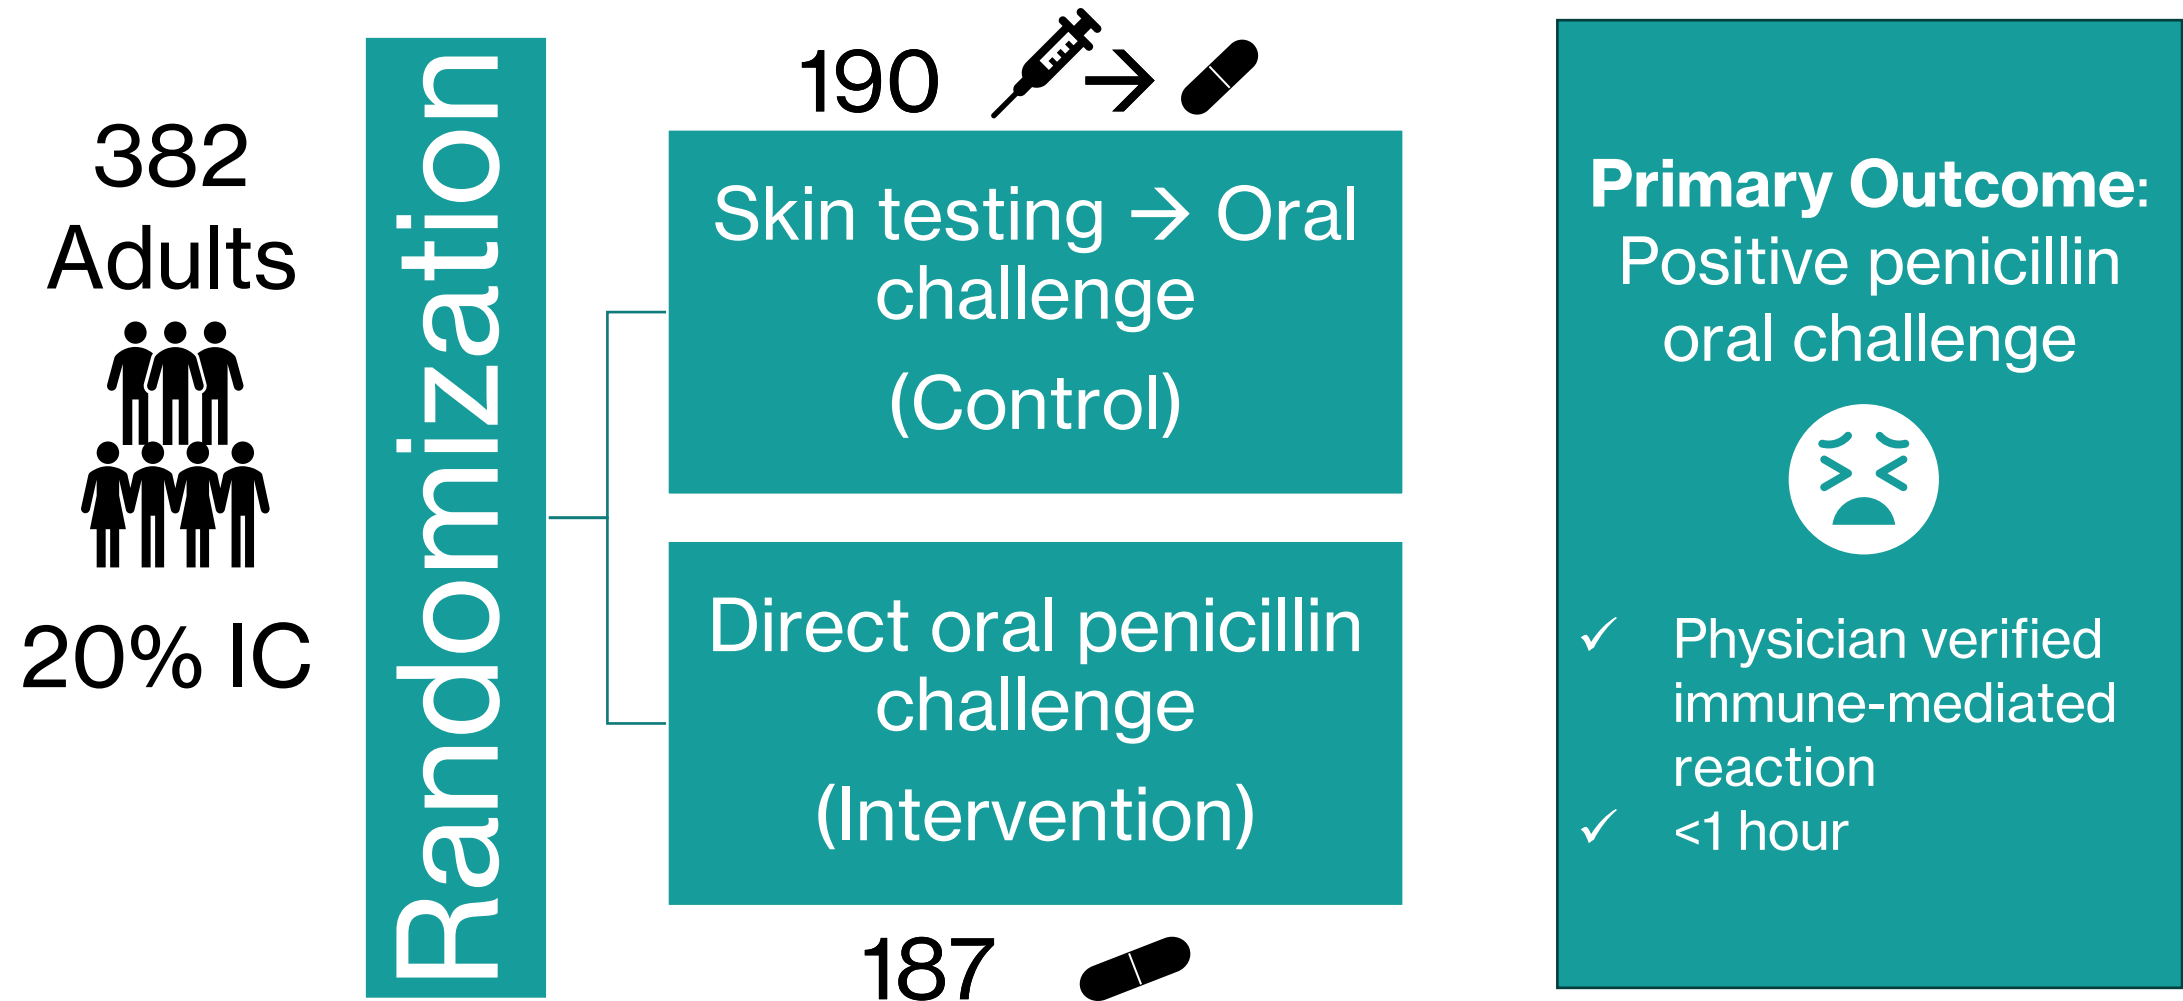 382
Adults
20% IC
Randomization
190
Skin testing → Oral
challenge
(Control)
Direct oral penicillin
challenge
(Intervention)
187
Primary Outcome:
Positive penicillin
oral challenge
✓ Physician verified
immune-mediated
reaction
✓ <1 hour